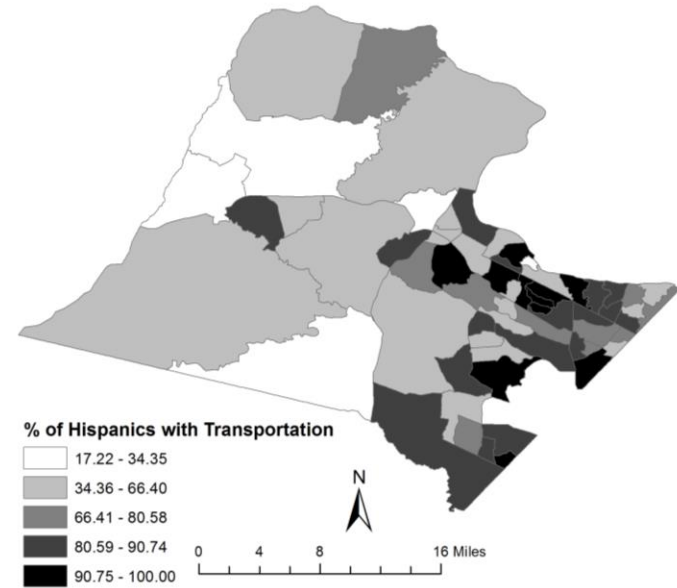 % of Hispanics with Transportation
17.22 - 34.35
34.36 - 66.40
66.41 - 80.58
80.59 - 90.74
90.75 - 100.00
N
0 4 8 16 Miles